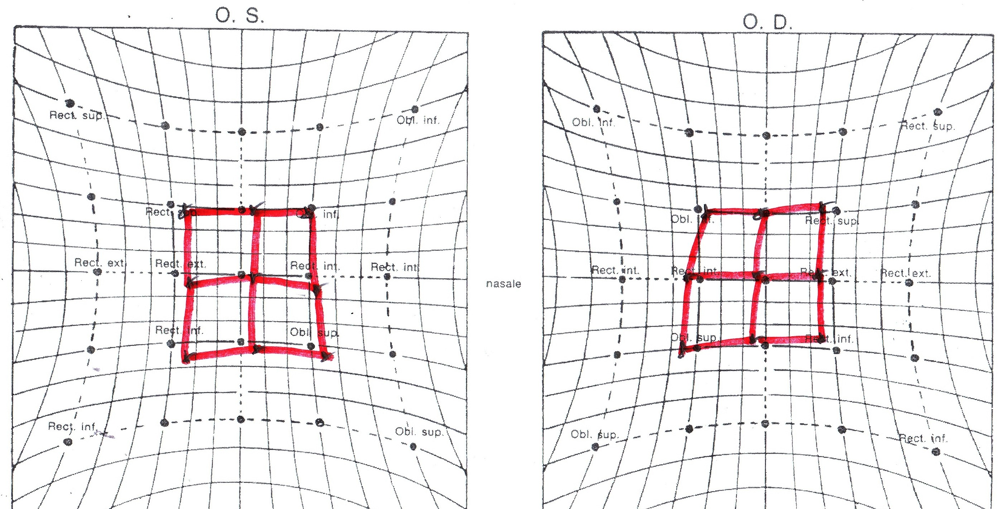 O. S.
O. D.
Rect. sup.
Obl. inf.
Obl. inf.
Rect. sup.
Rect. sup.
Obl. inf.
Obl. inf.
Rect. sup.
Rect. ext.
Rect. ext.
Rect. int.
Rect. int.
nasale
Rect. int.
Rect. int.
Rect. ext.
Rect. ext.
Rect. inf.
Obl. sup.
Obl. sup.
Rect. inf.
Rect. inf.
Obl. sup.
Obl. sup.
Rect. inf.